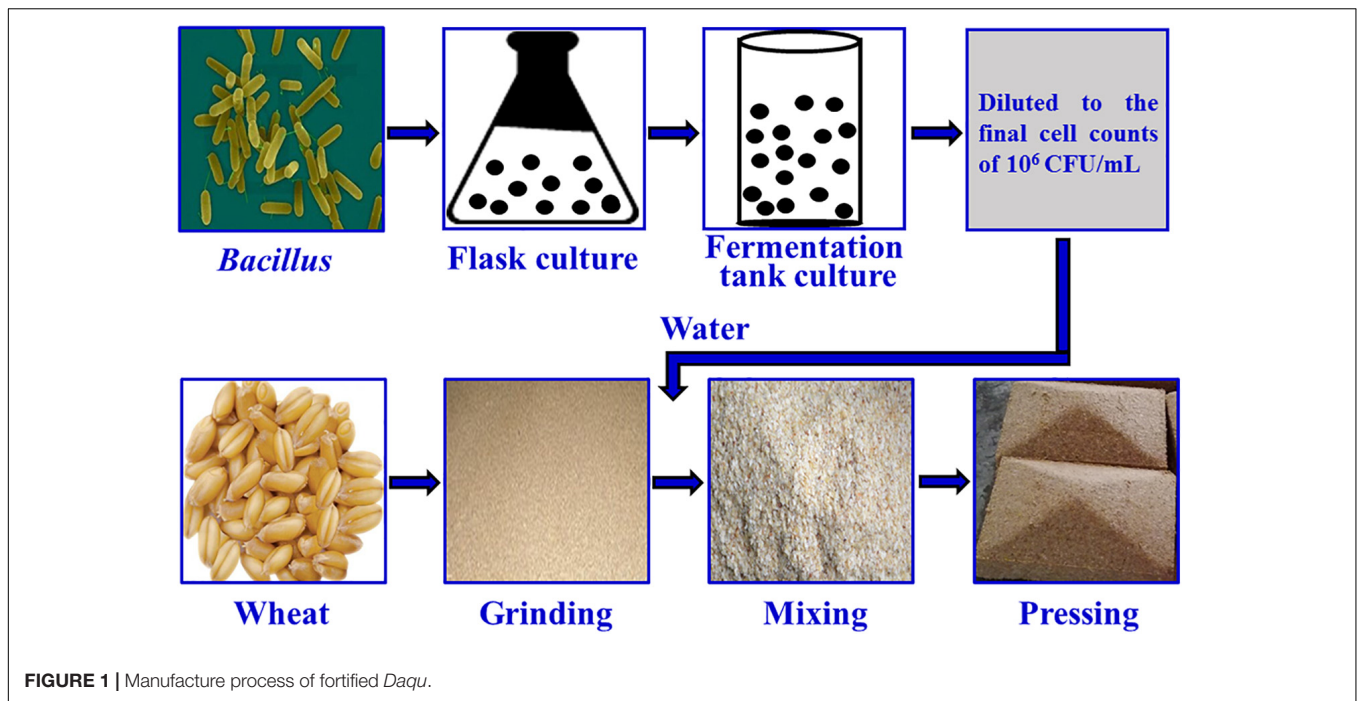 Diluted to the
final cell counts
of 10⁶ CFU/mL
Bacillus
Flask culture
Fermentation
tank culture
Water
Wheat
Grinding
Mixing
Pressing
FIGURE 1 | Manufacture process of fortified Daqu.